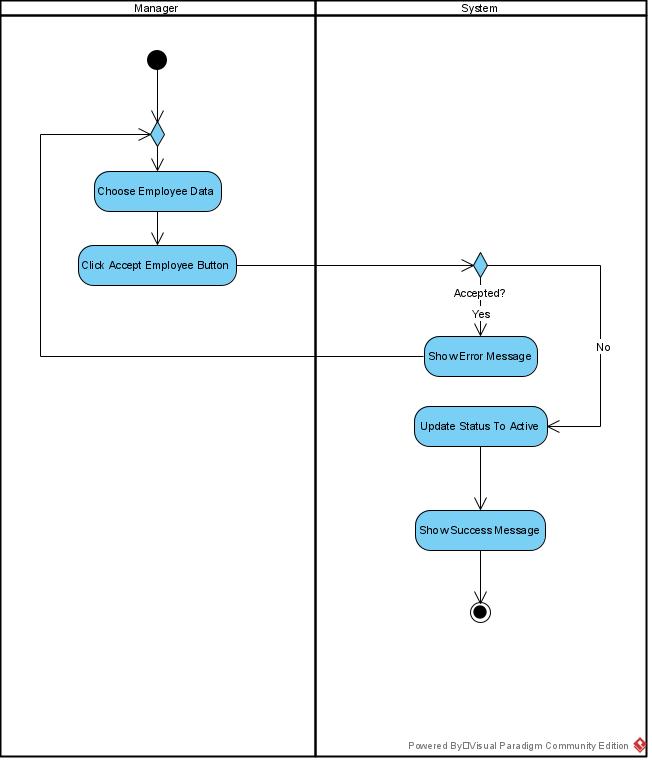 Manager
System
Choose Employee Data
Click Accept Employee Button
Accepted?
Yes
Show Error Message
No
Update Status To Active
Show Success Message
Powered By Visual Paradigm Community Edition